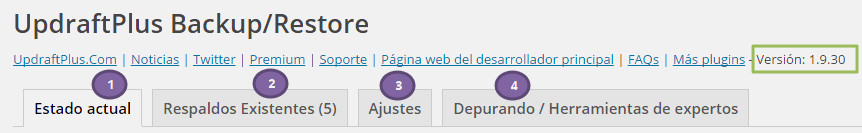 UpdraftPlus Backup/Restore
UpdraftPlus.Com | Noticias | Twitter | Premium | Soporte | Página web del desarrollador principal | FAQs | Más plugins - Versión: 1.9.30
1 2 3 4
Estado actual Respaldos Existentes (5) Ajustes Depurando / Herramientas de expertos